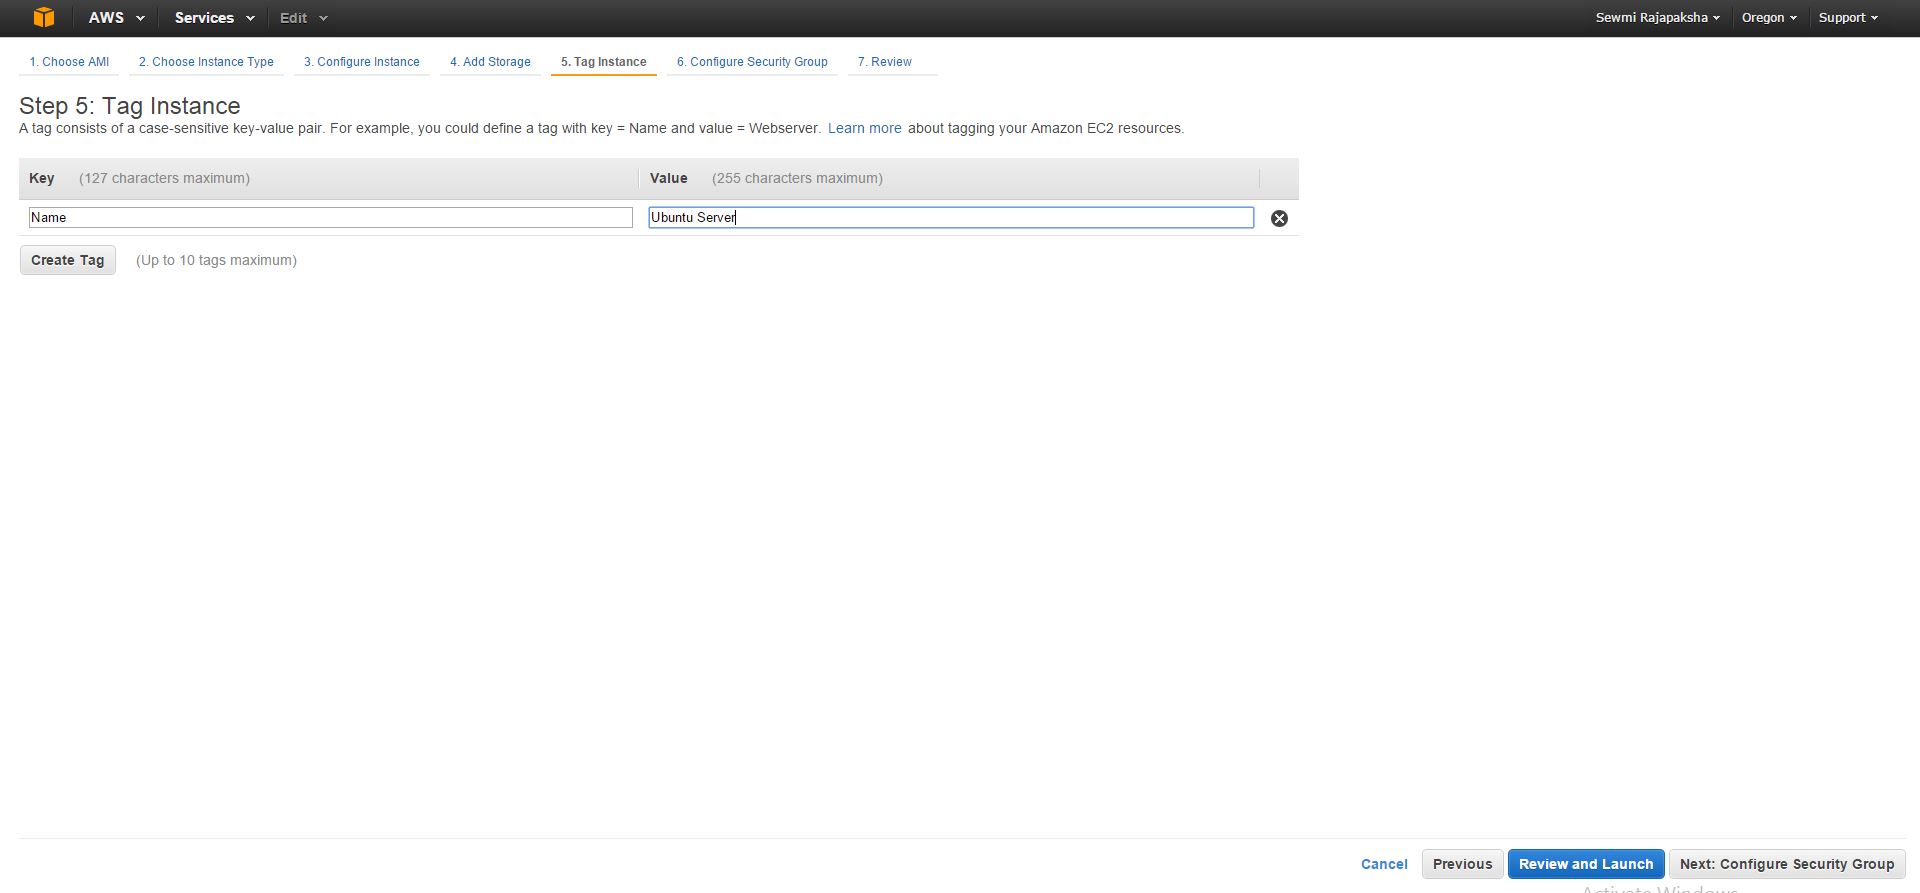 AWS Services Edit Sewmi Rajapaksha Oregon Support
1. Choose AMI 2. Choose Instance Type 3. Configure Instance 4. Add Storage 5. Tag Instance 6. Configure Security Group 7. Review
Step 5: Tag Instance
A tag consists of a case-sensitive key-value pair. For example, you could define a tag with key = Name and value = Webserver. Learn more about tagging your Amazon EC2 resources.
Key (127 characters maximum) Value (255 characters maximum)
Name Ubuntu Server
Create Tag (Up to 10 tags maximum)
Cancel Previous Review and Launch Next: Configure Security Group
Activate Windows